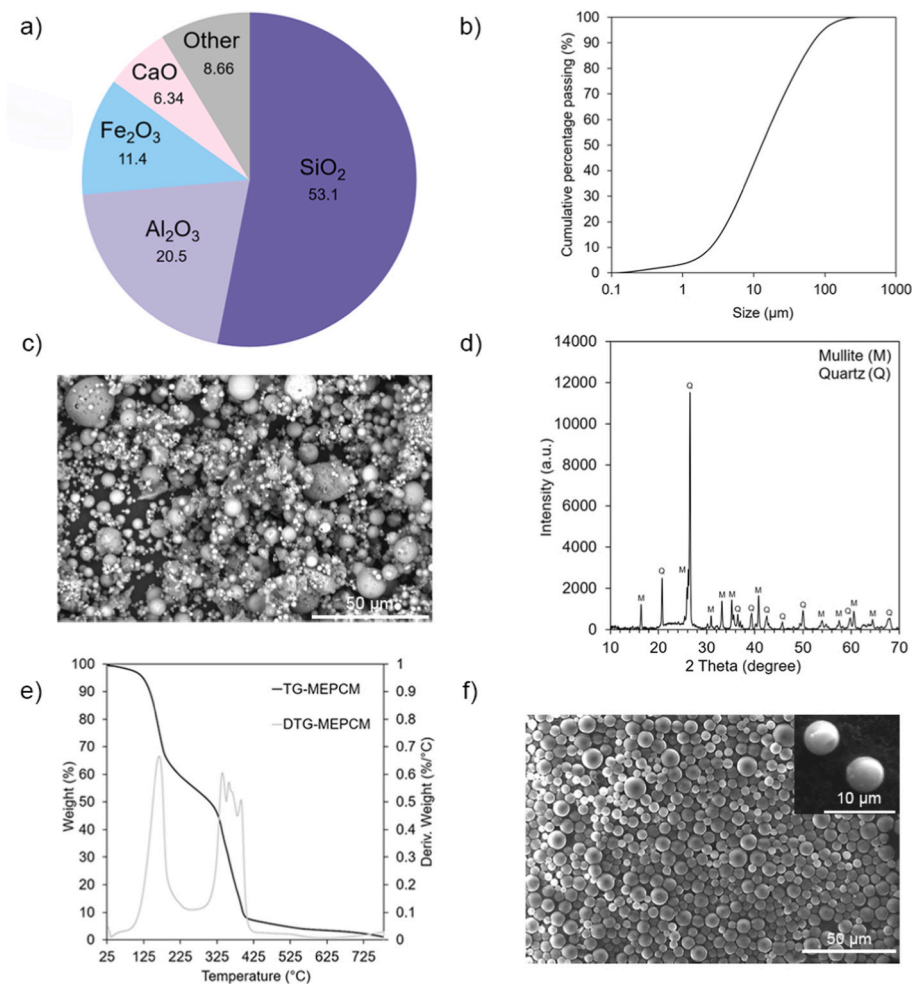 a)
Other
8.66
CaO
6.34
Fe₂O₃
11.4
SiO₂
53.1
Al₂O₃
20.5
b)
Cumulative percentage passing (%)
100
90
80
70
60
50
40
30
20
10
0
0.1 1 10 100 1000
Size (µm)
c)
50 µm
d)
Mullite (M)
Quartz (Q)
Intensity (a.u.)
14000
12000
10000
8000
6000
4000
2000
0
Q
Q
M
M
M
M
M
Q
Q
M
Q
Q
Q
M
M
Q
M
M
Q
10 20 30 40 50 60 70
2 Theta (degree)
e)
TG-MEPCM
DTG-MEPCM
Weight (%)
100
90
80
70
60
50
40
30
20
10
0
Deriv. Weight (%/°C)
1
0.9
0.8
0.7
0.6
0.5
0.4
0.3
0.2
0.1
0
25 125 225 325 425 525 625 725
Temperature (°C)
f)
10 µm
50 µm